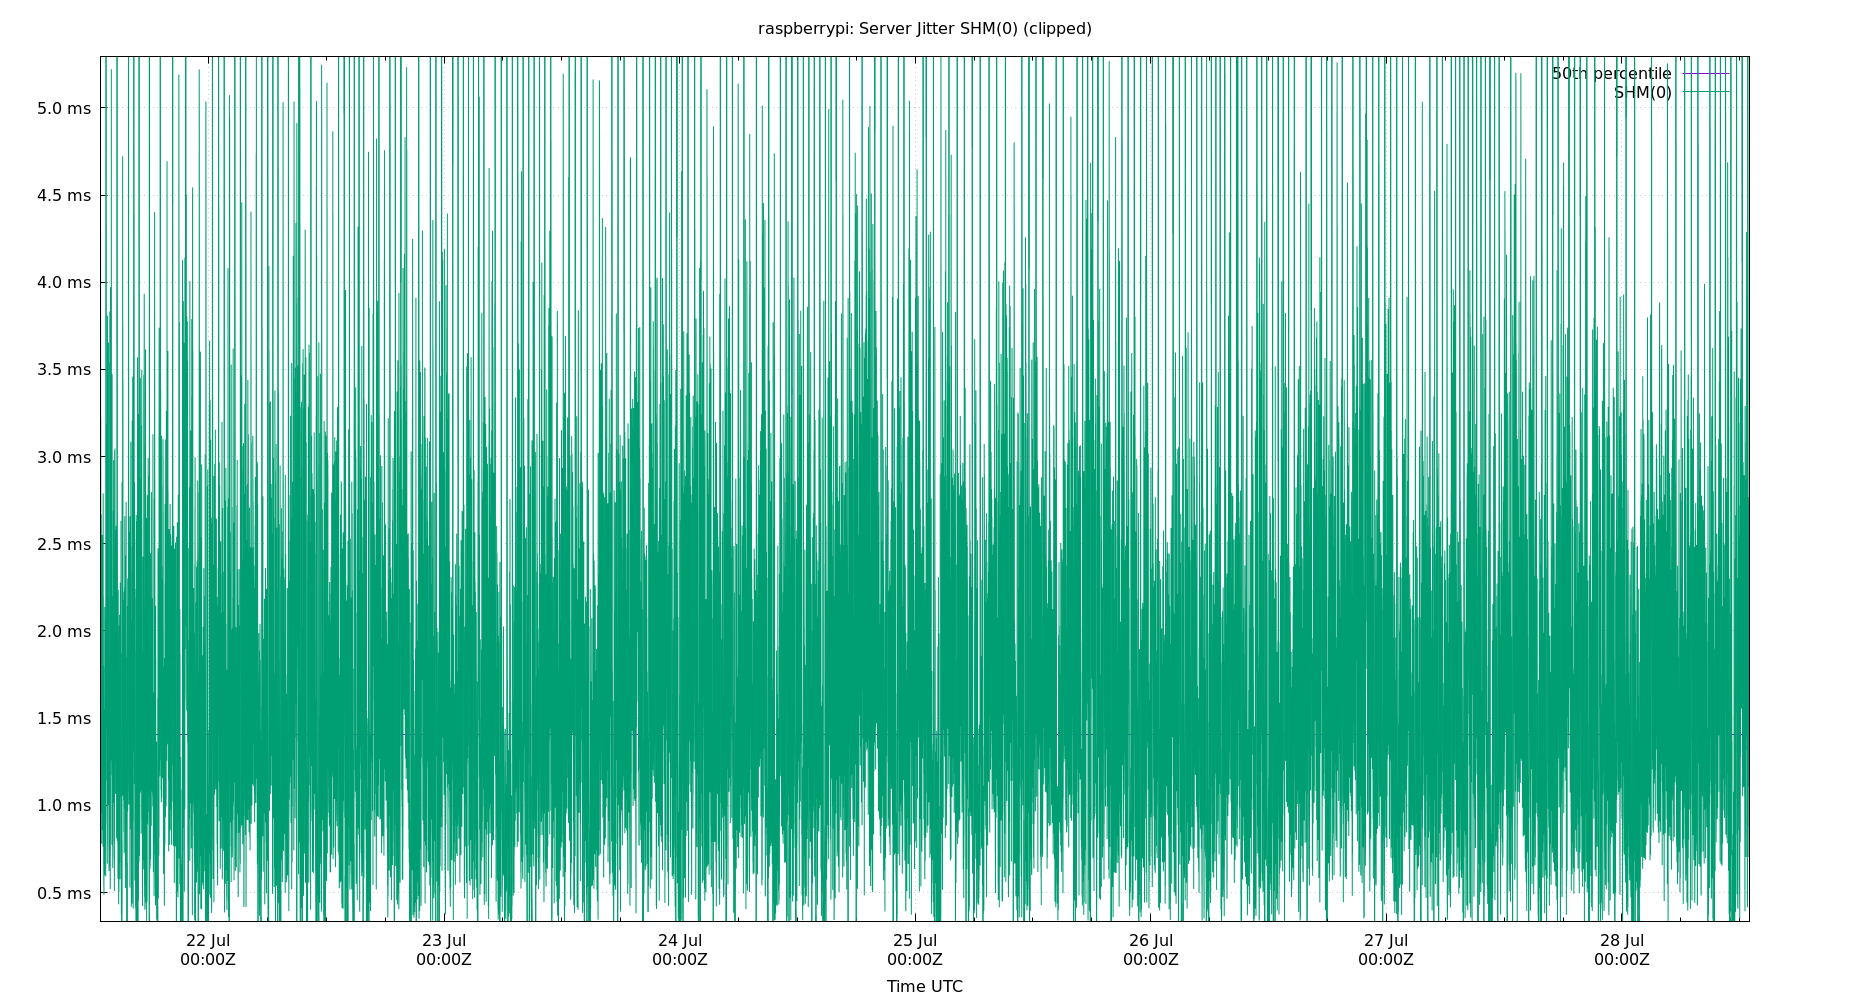 raspberrypi: Server Jitter SHM(0) (clipped)
50th percentile
SHM(0)
5.0 ms
4.5 ms
4.0 ms
3.5 ms
3.0 ms
2.5 ms
2.0 ms
1.5 ms
1.0 ms
0.5 ms
22 Jul 23 Jul 24 Jul 25 Jul 26 Jul 27 Jul 28 Jul
00:00Z 00:00Z 00:00Z 00:00Z 00:00Z 00:00Z 00:00Z
Time UTC